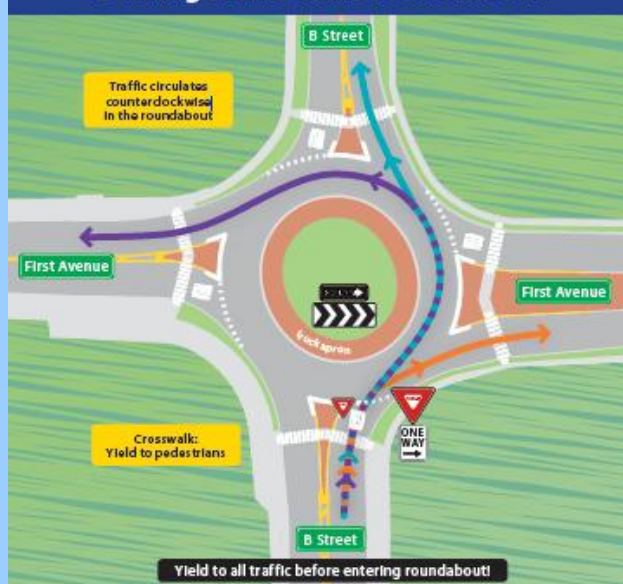 B Street
Traffic circulates
counterclockwise
in the roundabout
First Avenue
First Avenue
truck apron
ONE
WAY
Crosswalk:
Yield to pedestrians
B Street
Yield to all traffic before entering roundabout!